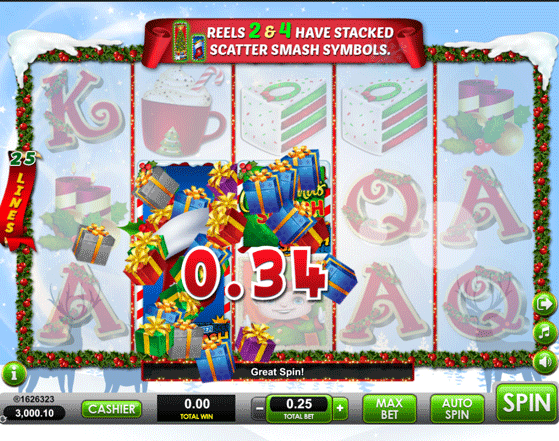 REELS 2 & 4 HAVE STACKED
SCATTER SMASH SYMBOLS.
K
25
LINES
Q A
0.34
A A Q
Great Spin!
i
®1626323
3,000.10
CASHIER
0.00
TOTAL WIN
-
0.25
TOTAL BET
+
MAX
BET
AUTO
SPIN
SPIN